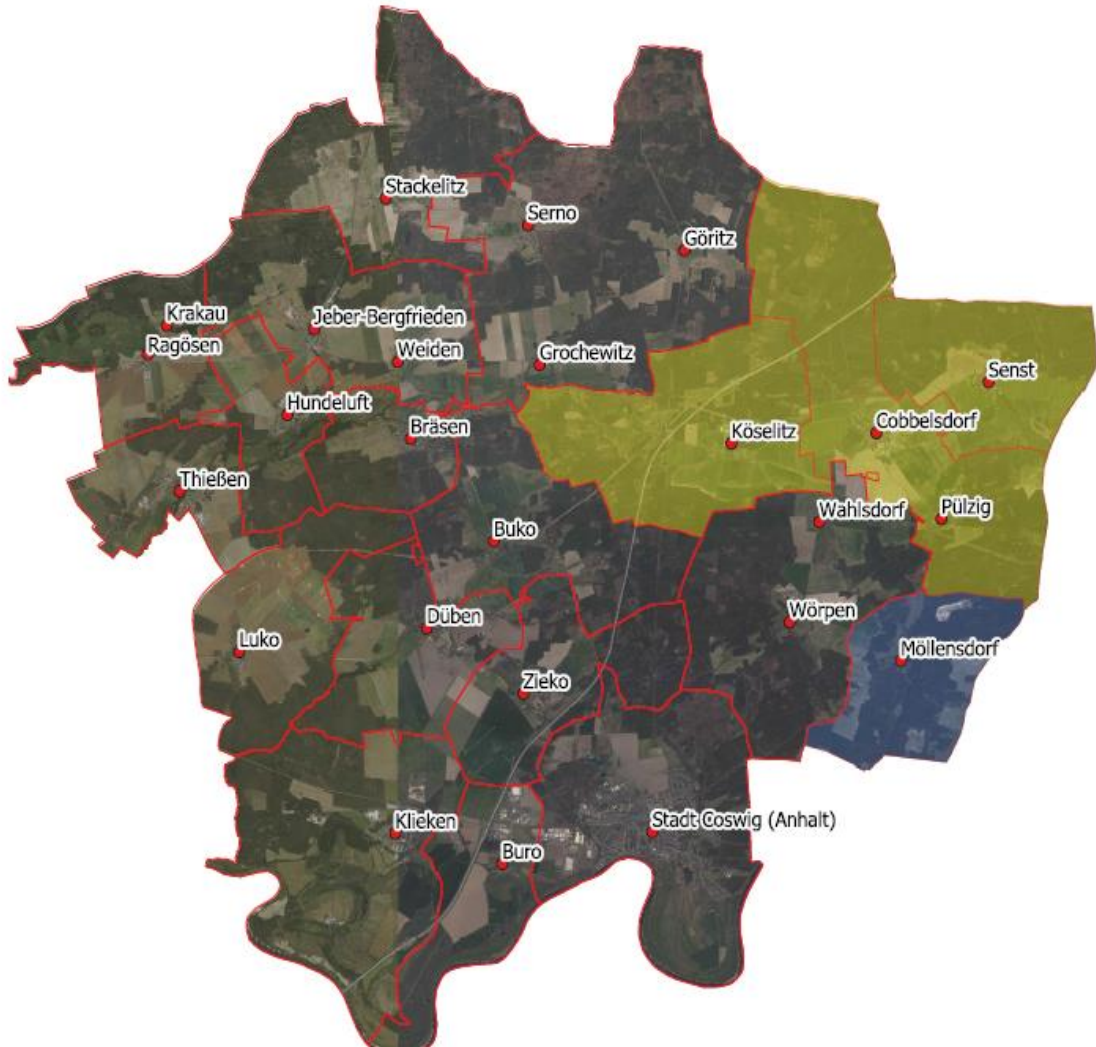 Stackelitz
Serno
Göritz
Krakau
Jeber-Bergfrieden
Ragösen
Weiden
Grochewitz
Senst
Hundeluft
Bräsen
Köselitz
Cobbelsdorf
Thießen
Wahlsdorf
Pülzig
Buko
Düben
Wörpen
Luko
Möllensdorf
Zieko
Klieken
Stadt Coswig (Anhalt)
Buro